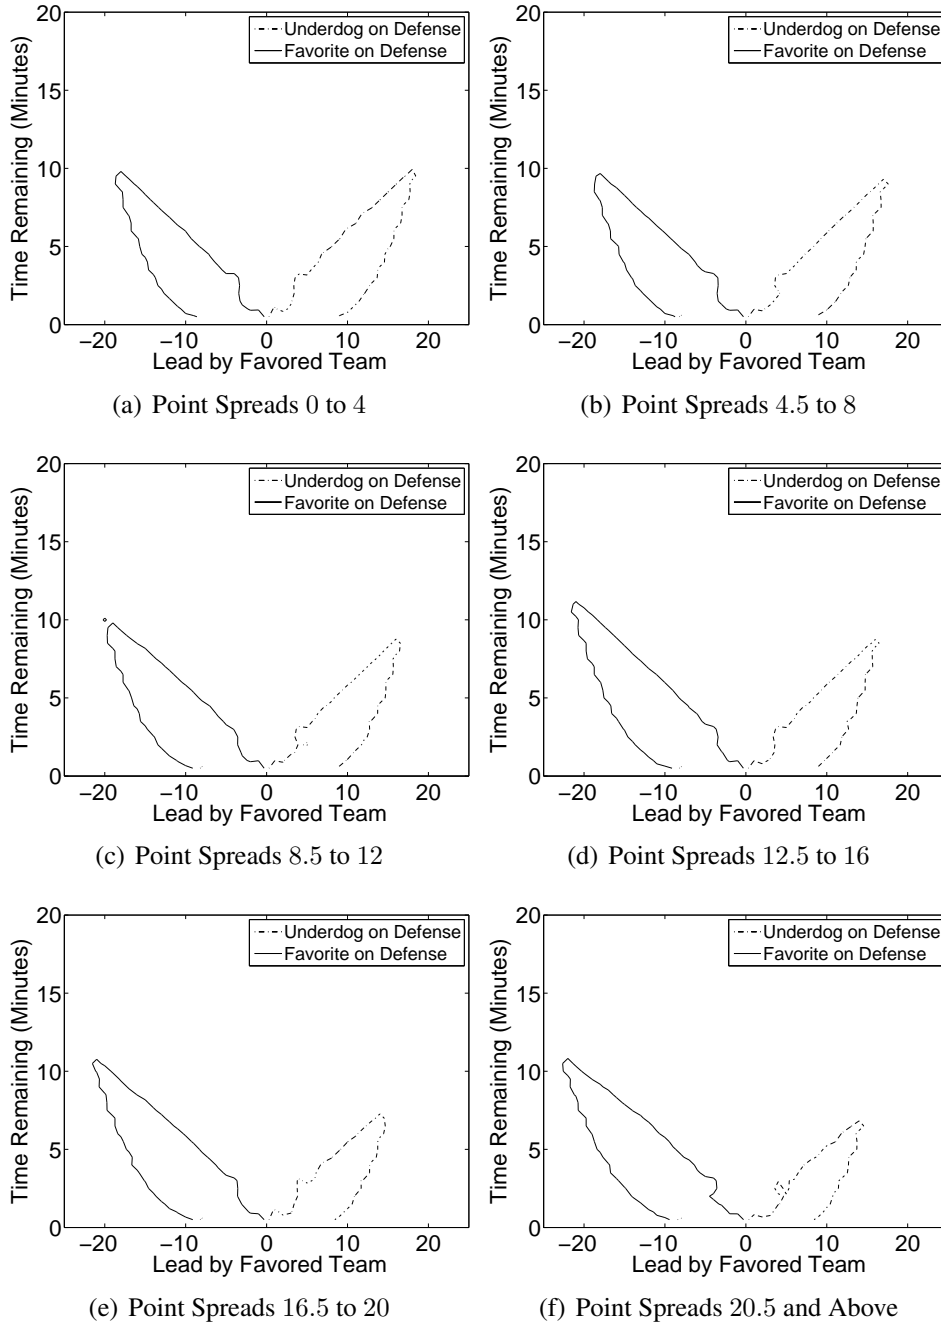 20
15
10
5
0
Time Remaining (Minutes)
Underdog on Defense
Favorite on Defense
−20 −10 0 10 20
Lead by Favored Team
(a) Point Spreads 0 to 4
20
15
10
5
0
Time Remaining (Minutes)
Underdog on Defense
Favorite on Defense
−20 −10 0 10 20
Lead by Favored Team
(b) Point Spreads 4.5 to 8
20
15
10
5
0
Time Remaining (Minutes)
Underdog on Defense
Favorite on Defense
−20 −10 0 10 20
Lead by Favored Team
(c) Point Spreads 8.5 to 12
20
15
10
5
0
Time Remaining (Minutes)
Underdog on Defense
Favorite on Defense
−20 −10 0 10 20
Lead by Favored Team
(d) Point Spreads 12.5 to 16
20
15
10
5
0
Time Remaining (Minutes)
Underdog on Defense
Favorite on Defense
−20 −10 0 10 20
Lead by Favored Team
(e) Point Spreads 16.5 to 20
20
15
10
5
0
Time Remaining (Minutes)
Underdog on Defense
Favorite on Defense
−20 −10 0 10 20
Lead by Favored Team
(f) Point Spreads 20.5 and Above